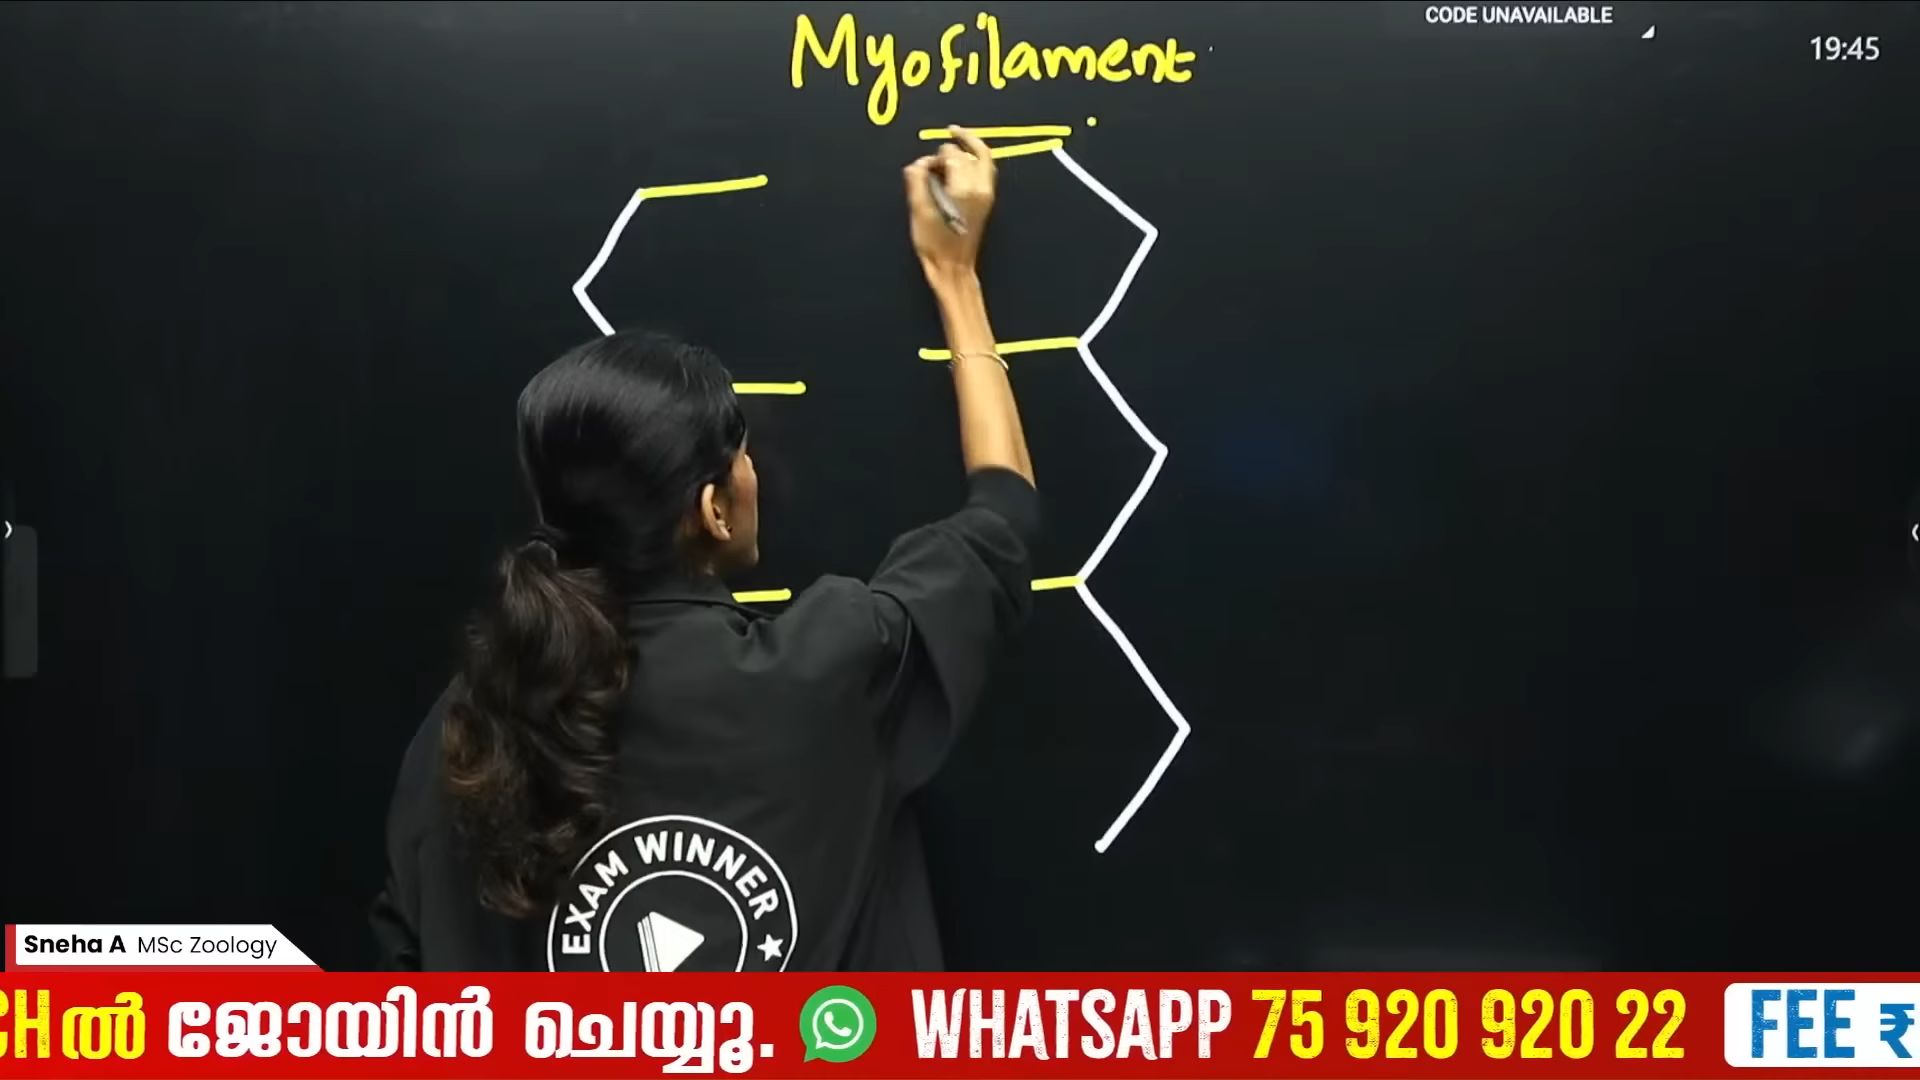 CODE UNAVAILABLE
19:45
Myofilament
EXAM WINNER
Sneha A MSc Zoology
CHൽ ജോയിൻ ചെയ്യൂ. WHATSAPP 75 920 920 22 FEE ₹